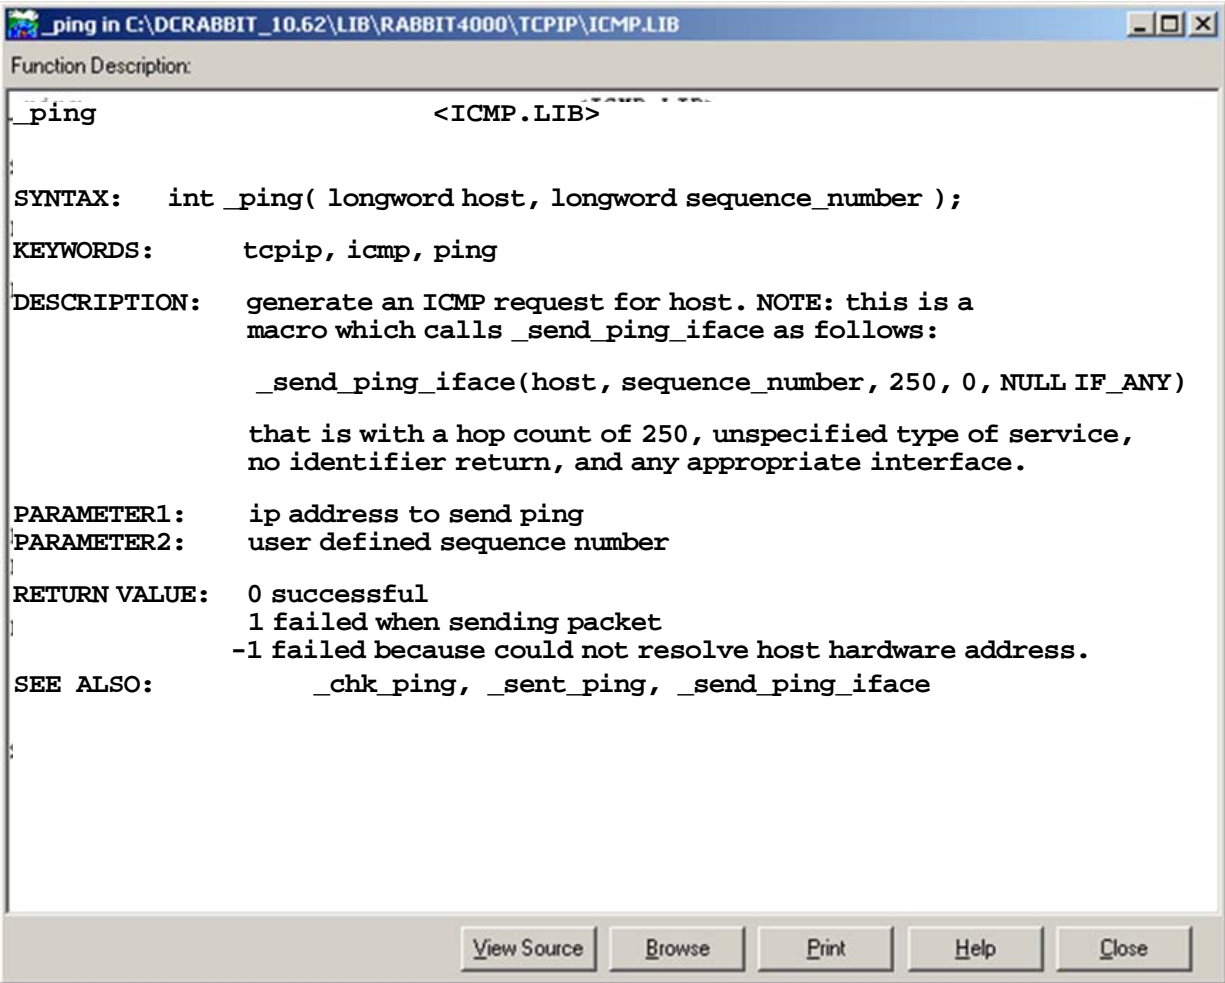 _ping in C:\DCRABBIT_10.62\LIB\RABBIT4000\TCPIP\ICMP.LIB
Function Description:
_ping <ICMP.LIB>
SYNTAX: int _ping( longword host, longword sequence_number );
KEYWORDS: tcpip, icmp, ping
DESCRIPTION: generate an ICMP request for host. NOTE: this is a
macro which calls _send_ping_iface as follows:
_send_ping_iface(host, sequence_number, 250, 0, NULL IF_ANY)
that is with a hop count of 250, unspecified type of service,
no identifier return, and any appropriate interface.
PARAMETER1: ip address to send ping
PARAMETER2: user defined sequence number
RETURN VALUE: 0 successful
1 failed when sending packet
-1 failed because could not resolve host hardware address.
SEE ALSO: _chk_ping, _sent_ping, _send_ping_iface
View Source Browse Print Help Close